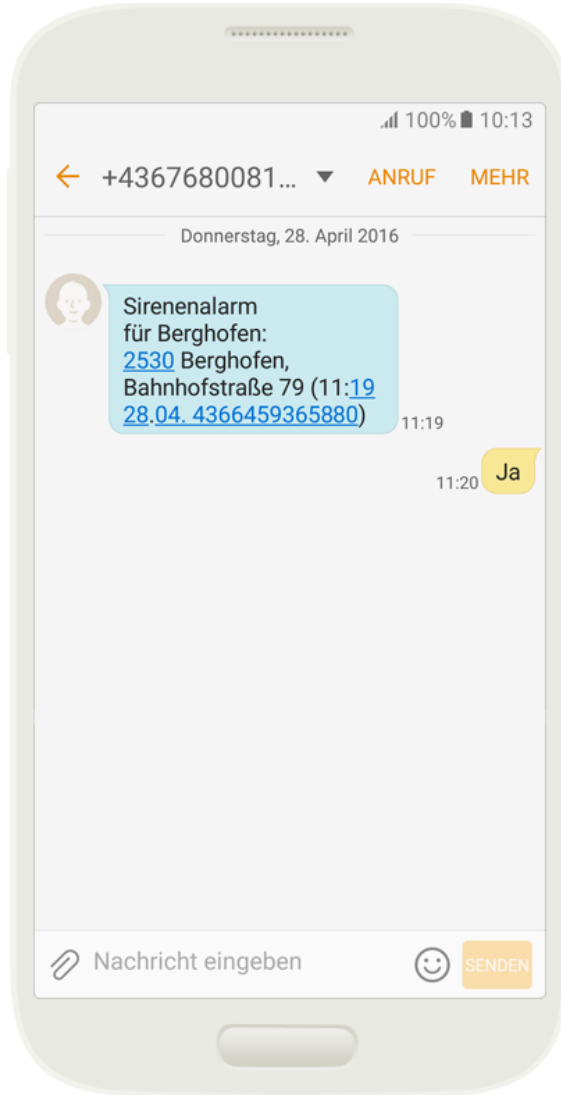 100% 10:13
+4367680081... ANRUF MEHR
Donnerstag, 28. April 2016
Sirenenalarm
für Berghofen:
2530 Berghofen,
Bahnhofstraße 79 (11:19
28.04. 4366459365880)
11:19
Ja
11:20
Nachricht eingeben
SENDEN